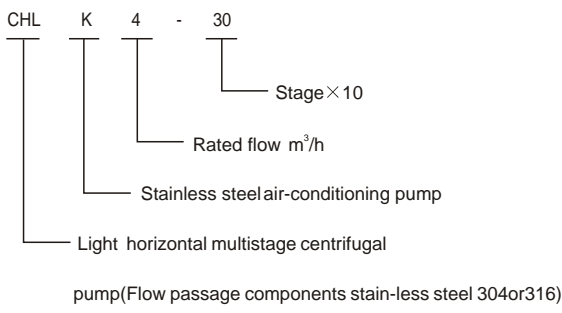 CHL K 4 - 30
Stage×10
Rated flow m³/h
Stainless steel air-conditioning pump
Light horizontal multistage centrifugal
pump(Flow passage components stain-less steel 304or316)